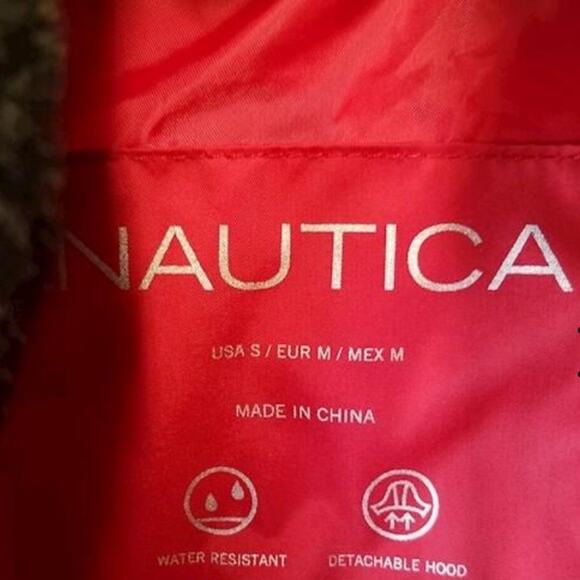 NAUTICA
USA S / EUR M / MEX M
MADE IN CHINA
WATER RESISTANT DETACHABLE HOOD